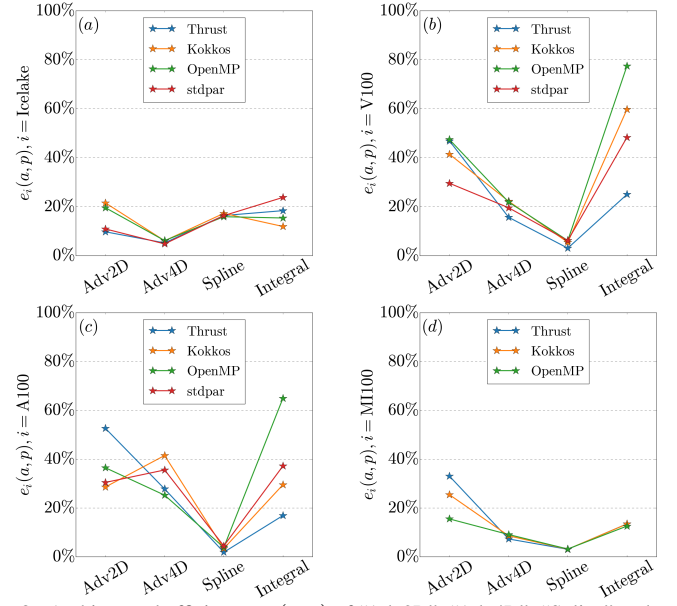 (a)
Thrust
Kokkos
OpenMP
stdpar
100%
80%
60%
40%
20%
0%
e_i(a, p), i = Icelake
Adv2D
Adv4D
Spline
Integral
(b)
Thrust
Kokkos
OpenMP
stdpar
100%
80%
60%
40%
20%
0%
e_i(a, p), i = V100
Adv2D
Adv4D
Spline
Integral
(c)
Thrust
Kokkos
OpenMP
stdpar
100%
80%
60%
40%
20%
0%
e_i(a, p), i = A100
Adv2D
Adv4D
Spline
Integral
(d)
Thrust
Kokkos
OpenMP
100%
80%
60%
40%
20%
0%
e_i(a, p), i = MI100
Adv2D
Adv4D
Spline
Integral